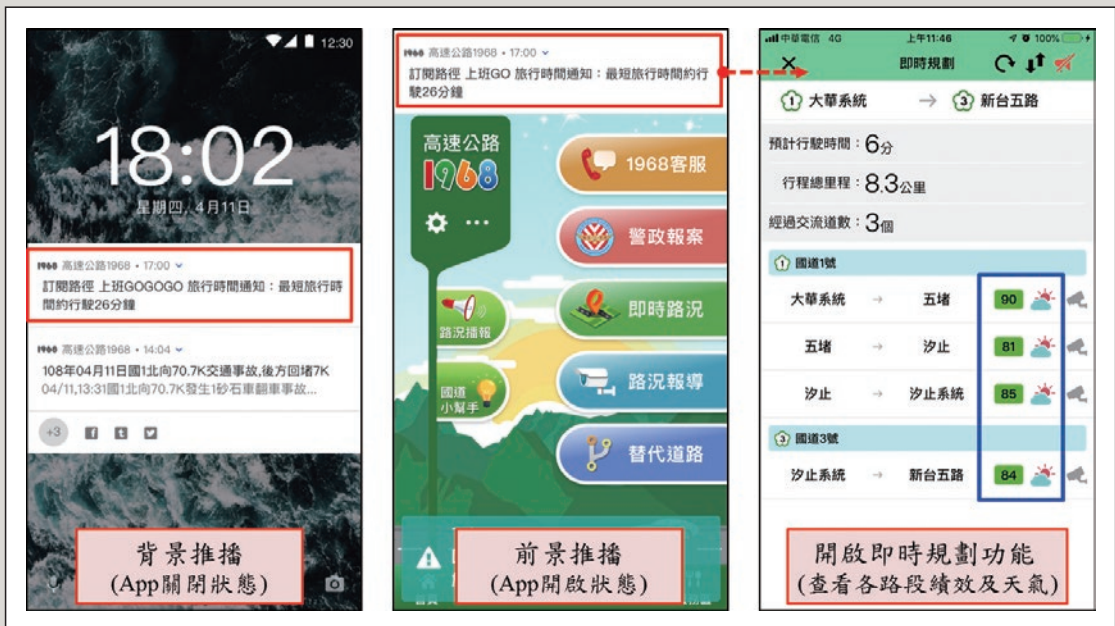 12:30
18:02
星期四, 4月11日
1968 高速公路1968 • 17:00
訂閱路徑 上班GOGOGO 旅行時間通知：最短旅行時
間約行駛26分鐘
1968 高速公路1968 • 14:04
108年04月11日國1北向70.7K交通事故,後方回堵7K
04/11,13:31國1北向70.7K發生1砂石車翻車事故...
+3
背景推播
(App關閉狀態)
1968 高速公路1968 • 17:00
訂閱路徑 上班GO 旅行時間通知：最短旅行時間約行
駛26分鐘
高速公路
1968
1968客服
警政報案
即時路況
路況播報
路況報導
國道
小幫手
替代道路
前景推播
(App開啟狀態)
中華電信 4G 上午11:46 100%
即時規劃
1 大華系統 → 3 新台五路
預計行駛時間：6分
行程總里程：8.3公里
經過交流道數：3個
1 國道1號
大華系統 → 五堵 90
五堵 → 汐止 81
汐止 → 汐止系統 85
3 國道3號
汐止系統 → 新台五路 84
開啟即時規劃功能
(查看各路段績效及天氣)